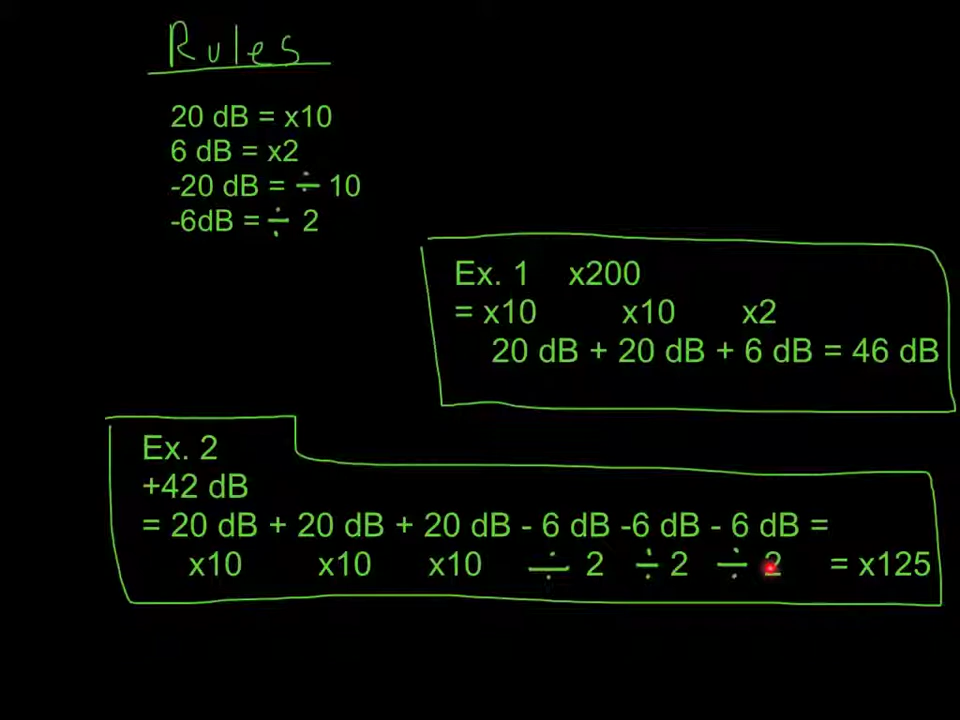 Rules
20 dB = x10
6 dB = x2
-20 dB = ÷ 10
-6dB = ÷ 2
Ex. 1 x200
= x10 x10 x2
20 dB + 20 dB + 6 dB = 46 dB
Ex. 2
+42 dB
= 20 dB + 20 dB + 20 dB - 6 dB -6 dB - 6 dB =
x10 x10 x10 ÷ 2 ÷ 2 ÷ 2 = x125